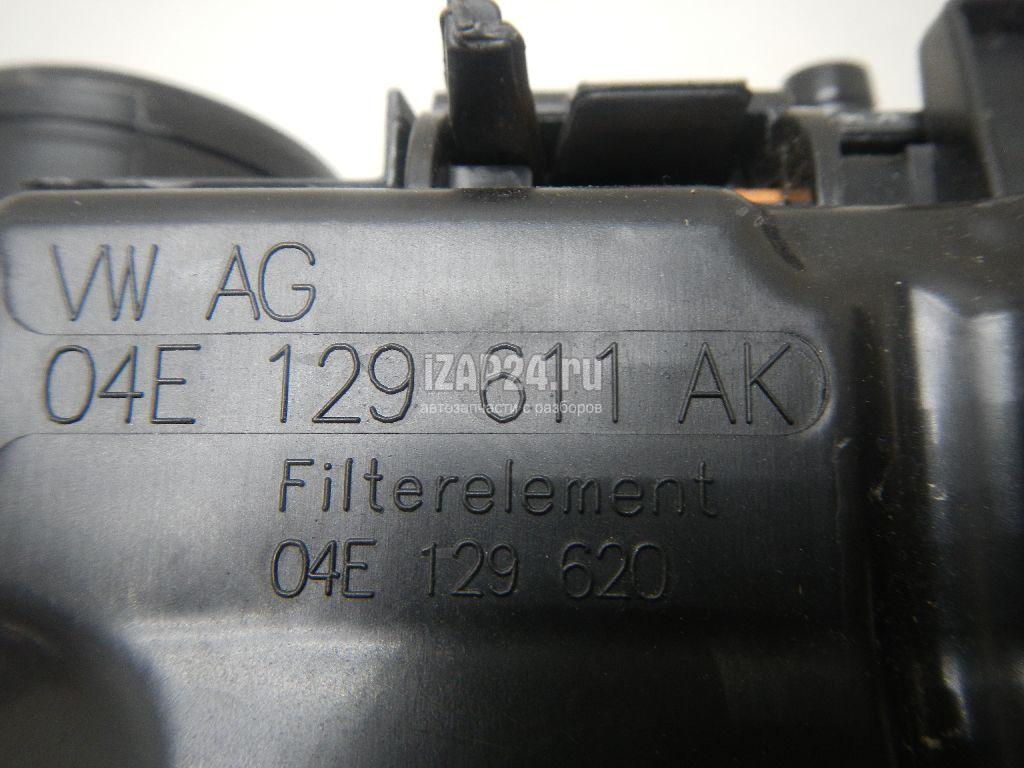 VW AG
04E 129 611 AK
iZAP24.ru
автозапчасти с разборов
Filterelement
04E 129 620